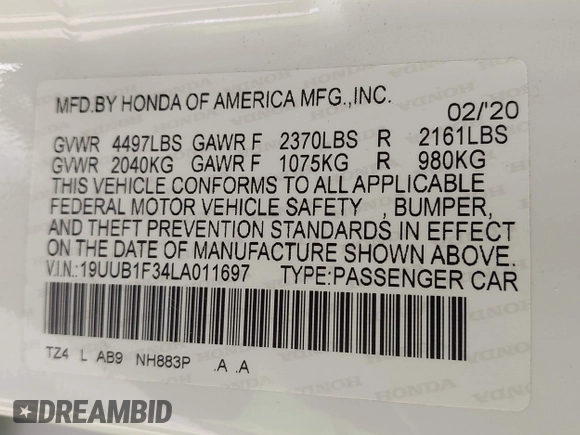 MFD.BY HONDA OF AMERICA MFG.,INC.
02/'20
GVWR 4497LBS GAWR F 2370LBS R 2161LBS
GVWR 2040KG GAWR F 1075KG R 980KG
THIS VEHICLE CONFORMS TO ALL APPLICABLE
FEDERAL MOTOR VEHICLE SAFETY , BUMPER,
AND THEFT PREVENTION STANDARDS IN EFFECT
ON THE DATE OF MANUFACTURE SHOWN ABOVE.
V.I.N.:19UUB1F34LA011697 TYPE:PASSENGER CAR
TZ4 L AB9 NH883P .A .A
HONDA
DREAMBID